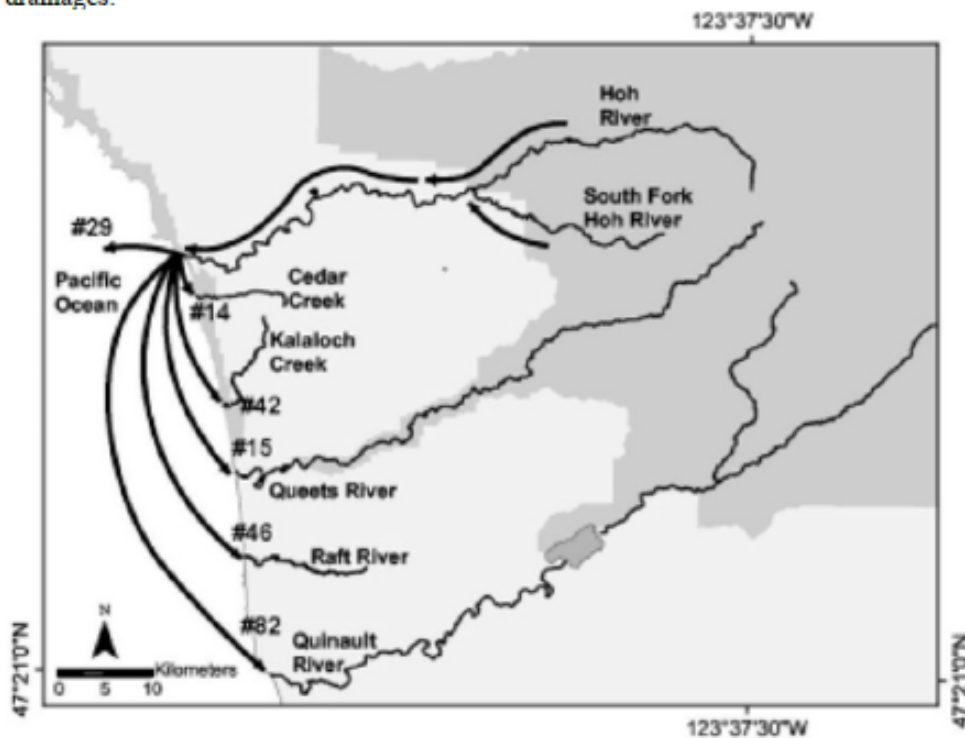 drainages.
123°37'30"W
Hoh
River
South Fork
Hoh River
#29
Pacific
Ocean
Cedar
Creek
#14
Kalaloch
Creek
#42
#15
Queets River
#46
Raft River
#82
Quinault
River
N
Kilometers
0 5 10
47°21'0"N
47°21'0"N
123°37'30"W